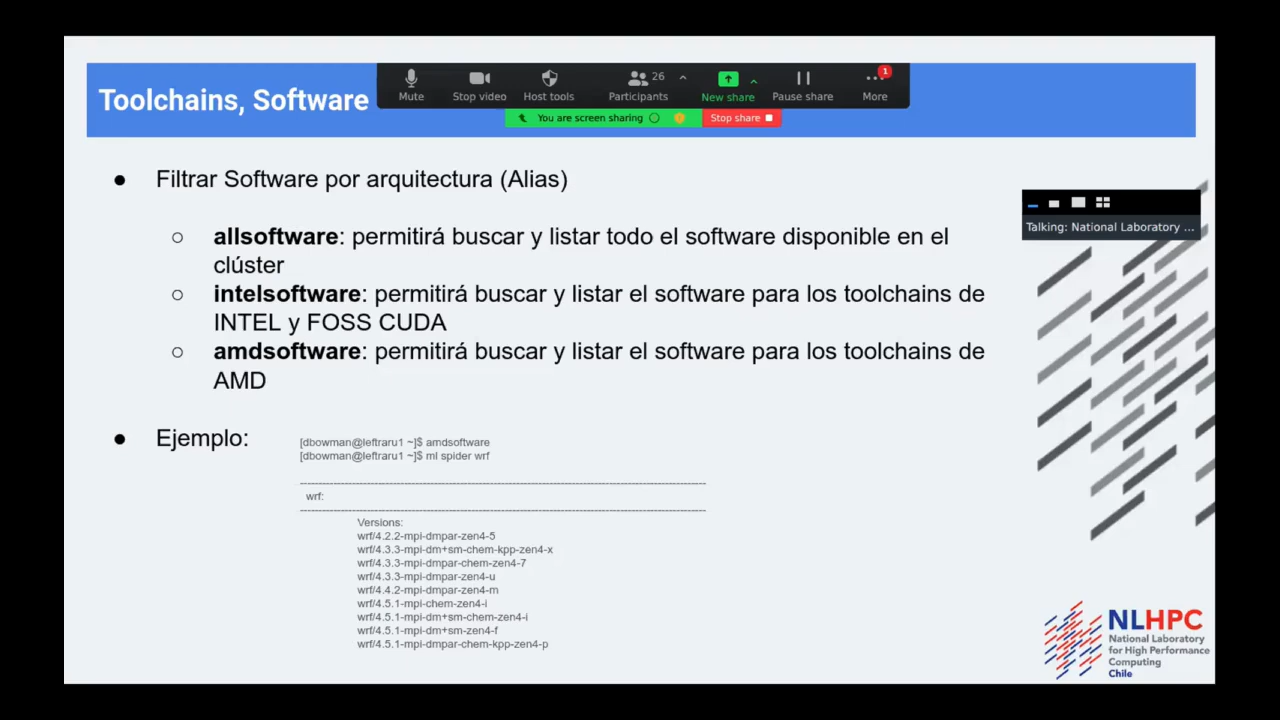 Toolchains, Software
Mute
Stop video
Host tools
26
Participants
New share
Pause share
1
More
You are screen sharing
Stop share
● Filtrar Software por arquitectura (Alias)
○ allsoftware: permitirá buscar y listar todo el software disponible en el
clúster
○ intelsoftware: permitirá buscar y listar el software para los toolchains de
INTEL y FOSS CUDA
○ amdsoftware: permitirá buscar y listar el software para los toolchains de
AMD
Talking: National Laboratory ...
● Ejemplo:
[dbowman@leftraru1 ~]$ amdsoftware
[dbowman@leftraru1 ~]$ ml spider wrf
wrf:
Versions:
wrf/4.2.2-mpi-dmpar-zen4-5
wrf/4.3.3-mpi-dm+sm-chem-kpp-zen4-x
wrf/4.3.3-mpi-dmpar-chem-zen4-7
wrf/4.3.3-mpi-dmpar-zen4-u
wrf/4.4.2-mpi-dmpar-zen4-m
wrf/4.5.1-mpi-chem-zen4-i
wrf/4.5.1-mpi-dm+sm-chem-zen4-i
wrf/4.5.1-mpi-dm+sm-zen4-f
wrf/4.5.1-mpi-dmpar-chem-kpp-zen4-p
NLHPC
National Laboratory
for High Performance
Computing
Chile